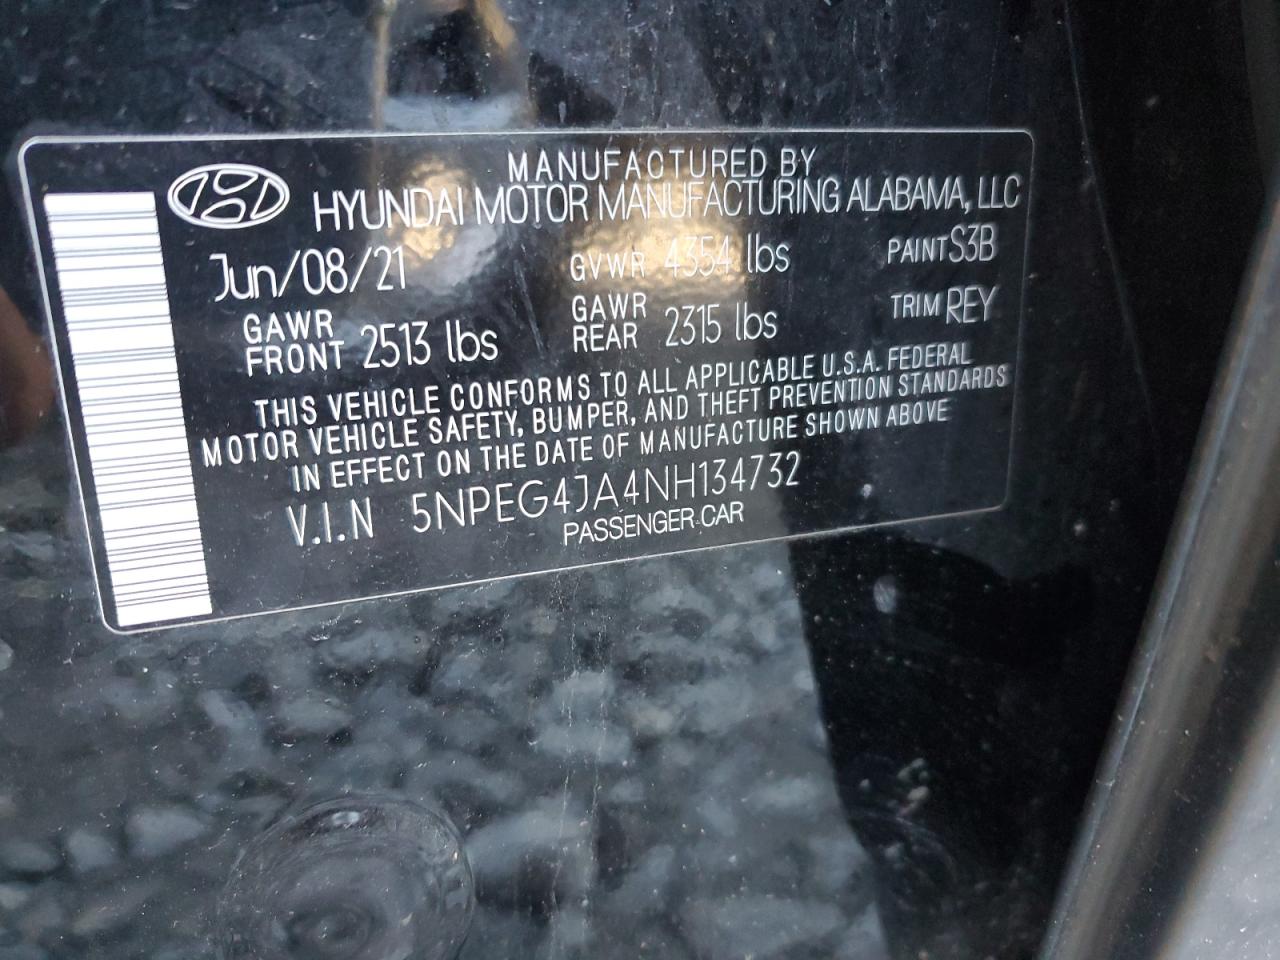 MANUFACTURED BY
HYUNDAI MOTOR MANUFACTURING ALABAMA, LLC
Jun/08/21 GVWR 4354 lbs PAINT S3B
GAWR FRONT 2513 lbs GAWR REAR 2315 lbs TRIM REY
THIS VEHICLE CONFORMS TO ALL APPLICABLE U.S.A. FEDERAL
MOTOR VEHICLE SAFETY, BUMPER, AND THEFT PREVENTION STANDARDS
IN EFFECT ON THE DATE OF MANUFACTURE SHOWN ABOVE
V.I.N 5NPEG4JA4NH134732
PASSENGER CAR